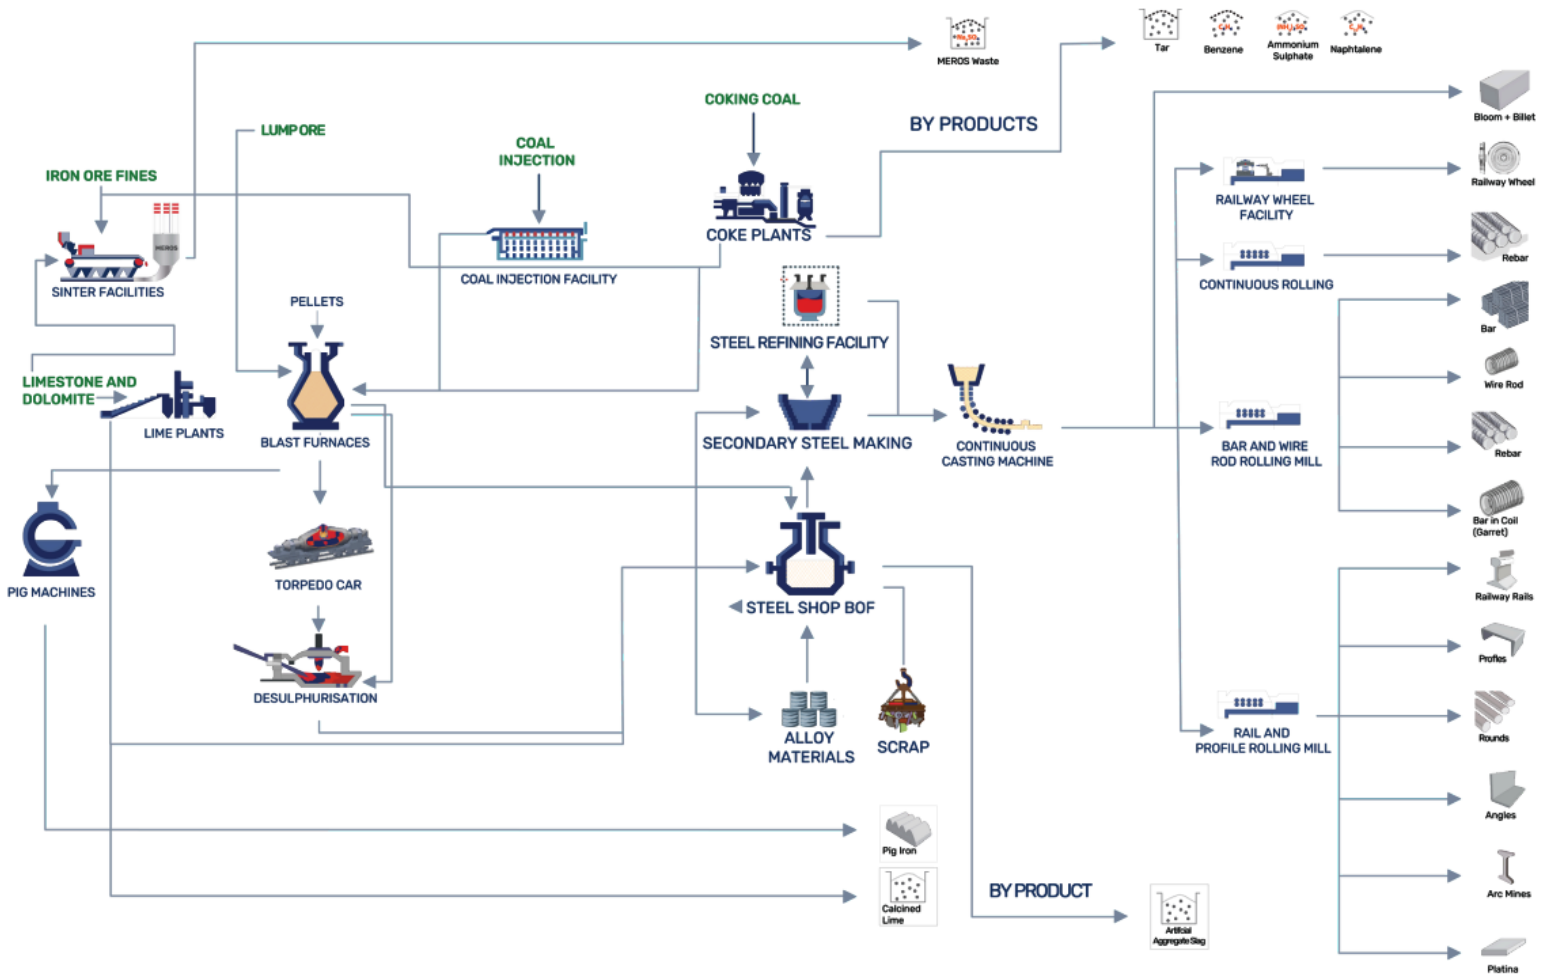 MEROS Waste
Tar
Benzene
Ammonium
Sulphate
Naphtalene
COKING COAL
BY PRODUCTS
LUMP ORE
COAL
INJECTION
IRON ORE FINES
MEROS
SINTER FACILITIES
COAL INJECTION FACILITY
COKE PLANTS
Bloom + Billet
RAILWAY WHEEL
FACILITY
Railway Wheel
CONTINUOUS ROLLING
Rebar
PELLETS
STEEL REFINING FACILITY
Bar
LIMESTONE AND
DOLOMITE
LIME PLANTS
BLAST FURNACES
SECONDARY STEEL MAKING
CONTINUOUS
CASTING MACHINE
BAR AND WIRE
ROD ROLLING MILL
Wire Rod
Rebar
Bar in Coil
(Garret)
PIG MACHINES
TORPEDO CAR
STEEL SHOP BOF
Railway Rails
Profles
DESULPHURISATION
ALLOY
MATERIALS
SCRAP
RAIL AND
PROFILE ROLLING MILL
Rounds
Angles
Pig Iron
Calcined
Lime
BY PRODUCT
Artifcial
Aggregate Slag
Arc Mines
Platina